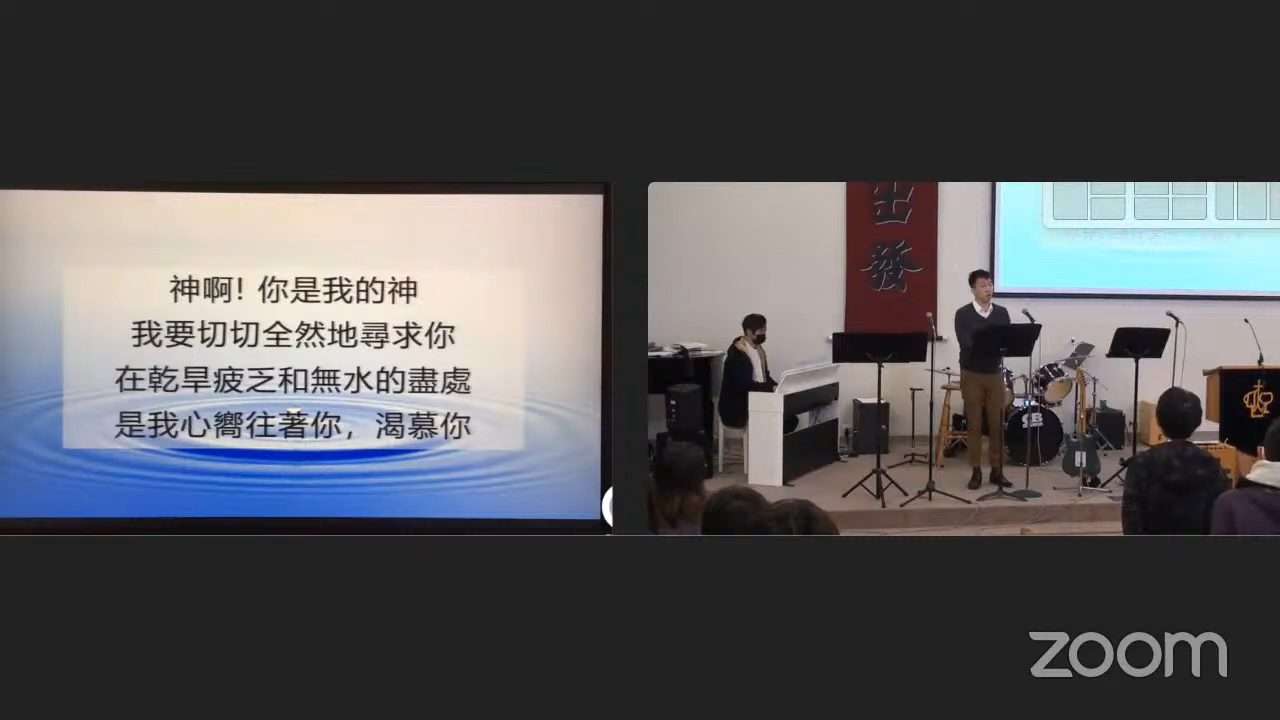 神啊! 你是我的神
我要切切全然地尋求你
在乾旱疲乏和無水的盡處
是我心嚮往著你，渴慕你
出
發
zoom